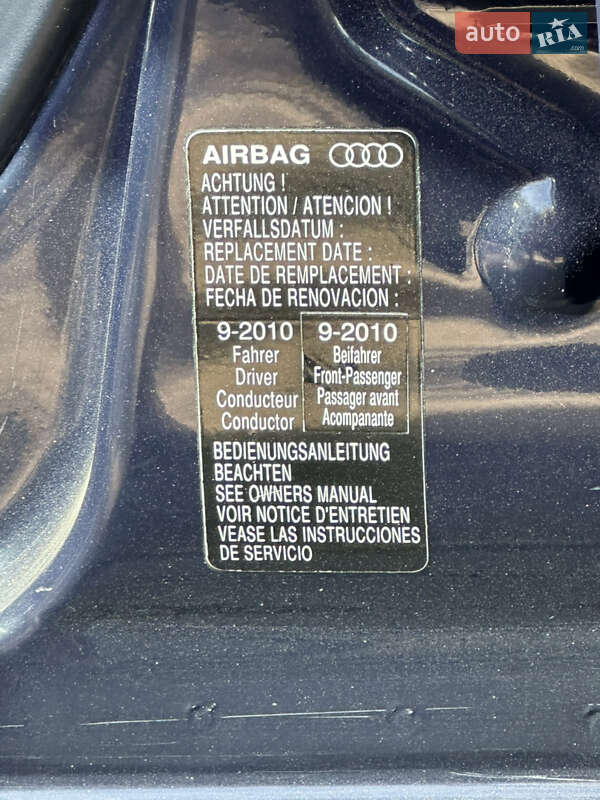 auto RIA
.com
AIRBAG
ACHTUNG !
ATTENTION / ATENCION !
VERFALLSDATUM :
REPLACEMENT DATE :
DATE DE REMPLACEMENT :
FECHA DE RENOVACION :
9-2010 9-2010
Fahrer Beifahrer
Driver Front-Passenger
Conducteur Passager avant
Conductor Acompanante
BEDIENUNGSANLEITUNG
BEACHTEN
SEE OWNERS MANUAL
VOIR NOTICE D'ENTRETIEN
VEASE LAS INSTRUCCIONES
DE SERVICIO